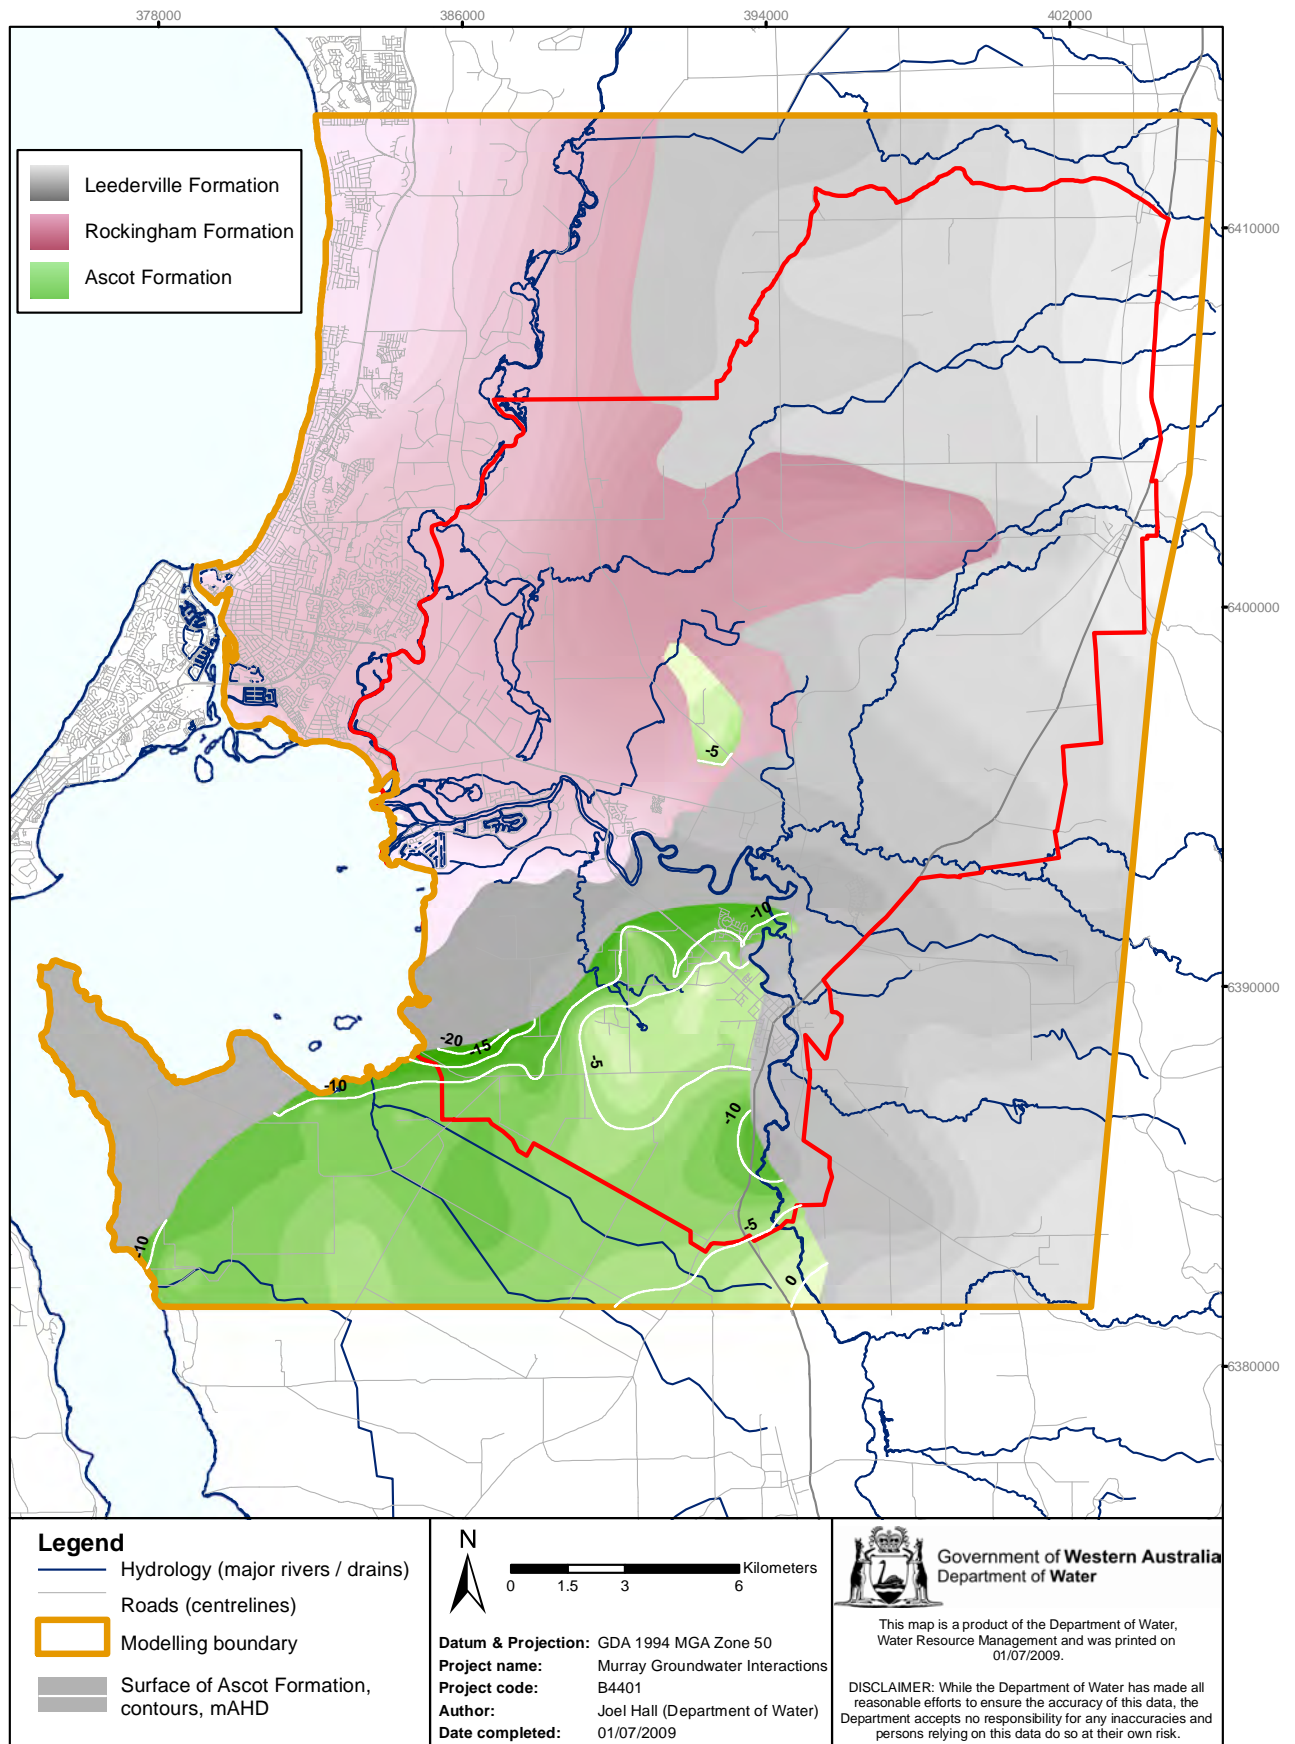 378000
386000
394000
402000
Leederville Formation
Rockingham Formation
Ascot Formation
6410000
6400000
-5
-10
6390000
-20
-15
-5
-10
-10
-5
-10
0
6380000
Legend
Hydrology (major rivers / drains)
Roads (centrelines)
Modelling boundary
Surface of Ascot Formation,
contours, mAHD
N
Kilometers
0 1.5 3 6
Datum & Projection: GDA 1994 MGA Zone 50
Project name: Murray Groundwater Interactions
Project code: B4401
Author: Joel Hall (Department of Water)
Date completed: 01/07/2009
Government of Western Australia
Department of Water
This map is a product of the Department of Water,
Water Resource Management and was printed on
01/07/2009.
DISCLAIMER: While the Department of Water has made all
reasonable efforts to ensure the accuracy of this data, the
Department accepts no responsibility for any inaccuracies and
persons relying on this data do so at their own risk.